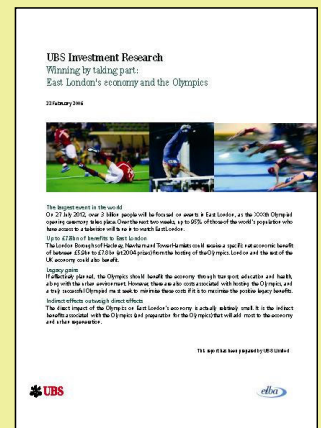 UBS Investment Research
Winning by taking part:
East London's economy and the Olympics
22 February 2006
The largest event in the world
On 27 July 2012, over 3 billion people will be focused on events in East London, as the XXXth Olympiad
opening ceremony takes place. Over the next two weeks, up to 95% of those of the world's population who
have access to a television will tune in to watch East London.
Up to £7.8bn of benefits to East London
The London Boroughs of Hackney, Newham and Tower Hamlets could receive a specific net economic benefit
of between £5.9bn to £7.8bn (at 2004 prices) from the hosting of the Olympics. London and the rest of the
UK economy could also benefit.
Legacy gains
If effectively planned, the Olympics should benefit the economy through transport, education and health,
along with the urban environment. However, there are also costs associated with hosting the Olympics, and
a truly successful Olympiad must seek to minimise these costs if it is to maximise the positive legacy benefits.
Indirect effects outweigh direct effects
The direct impact of the Olympics on East London's economy is actually relatively small. It is the indirect
benefits associated with the Olympics (and preparation for the Olympics) that will add most to the economy
and urban regeneration.
This report has been prepared by UBS Limited
UBS
elba